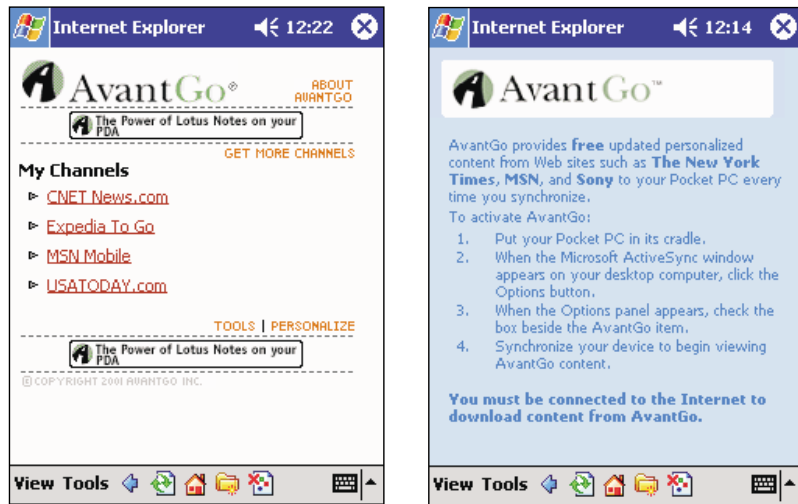 Internet Explorer 12:22
AvantGo®
ABOUT
AVANTGO
The Power of Lotus Notes on your
PDA
GET MORE CHANNELS
My Channels
CNET News.com
Expedia To Go
MSN Mobile
USATODAY.com
TOOLS | PERSONALIZE
The Power of Lotus Notes on your
PDA
© COPYRIGHT 2001 AVANTGO INC.
View Tools
Internet Explorer 12:14
AvantGo™
AvantGo provides free updated personalized
content from Web sites such as The New York
Times, MSN, and Sony to your Pocket PC every
time you synchronize.
To activate AvantGo:
1. Put your Pocket PC in its cradle.
2. When the Microsoft ActiveSync window
appears on your desktop computer, click the
Options button.
3. When the Options panel appears, check the
box beside the AvantGo item.
4. Synchronize your device to begin viewing
AvantGo content.
You must be connected to the Internet to
download content from AvantGo.
View Tools